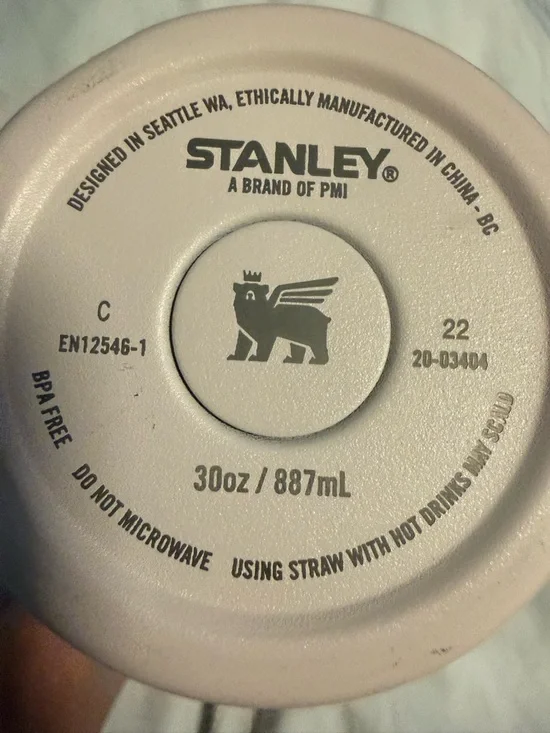 DESIGNED IN SEATTLE WA, ETHICALLY MANUFACTURED IN CHINA - BC
STANLEY®
A BRAND OF PMI
C
EN12546-1
22
20-03404
30oz / 887mL
BPA FREE DO NOT MICROWAVE USING STRAW WITH HOT DRINKS MAY SCALD